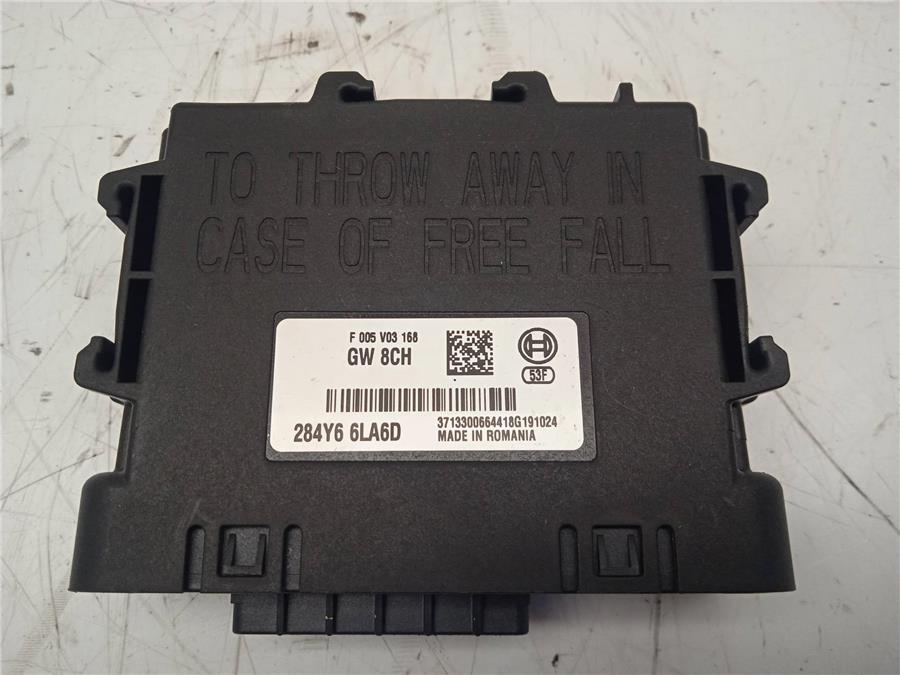 TO THROW AWAY IN
CASE OF FREE FALL
F 005 V03 168
GW 8CH
53F
284Y6 6LA6D
3713300664418G191024
MADE IN ROMANIA